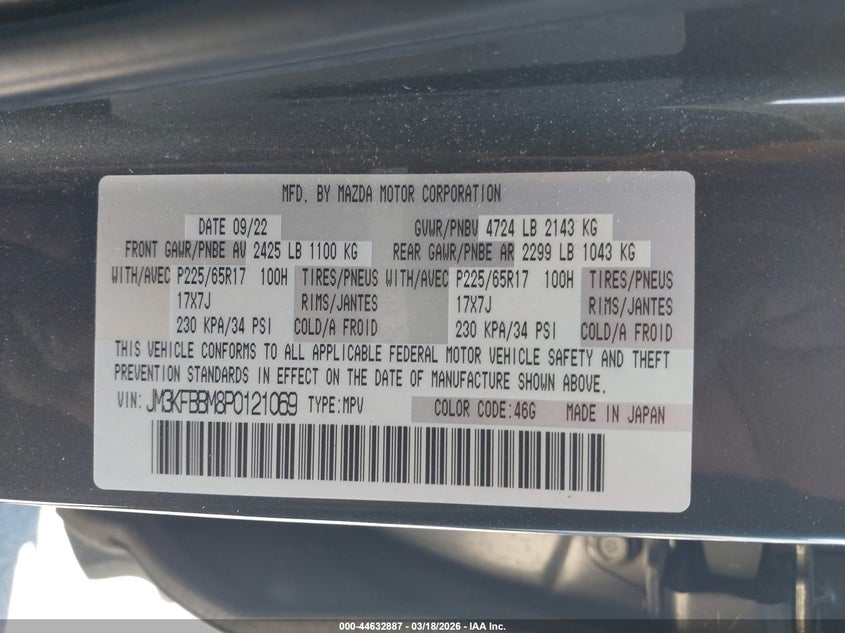 MFD. BY MAZDA MOTOR CORPORATION
DATE 09/22 GVWR/PNBV 4724 LB 2143 KG
FRONT GAWR/PNBE AV 2425 LB 1100 KG REAR GAWR/PNBE AR 2299 LB 1043 KG
WITH/AVEC P225/65R17 100H TIRES/PNEUS WITH/AVEC P225/65R17 100H TIRES/PNEUS
17X7J RIMS/JANTES 17X7J RIMS/JANTES
230 KPA/34 PSI COLD/A FROID 230 KPA/34 PSI COLD/A FROID
THIS VEHICLE CONFORMS TO ALL APPLICABLE FEDERAL MOTOR VEHICLE SAFETY AND THEFT
PREVENTION STANDARDS IN EFFECT ON THE DATE OF MANUFACTURE SHOWN ABOVE.
VIN: JM3KFBBM8P0121069 TYPE:MPV COLOR CODE:46G MADE IN JAPAN
000-44632887 - 03/18/2026 - IAA Inc.